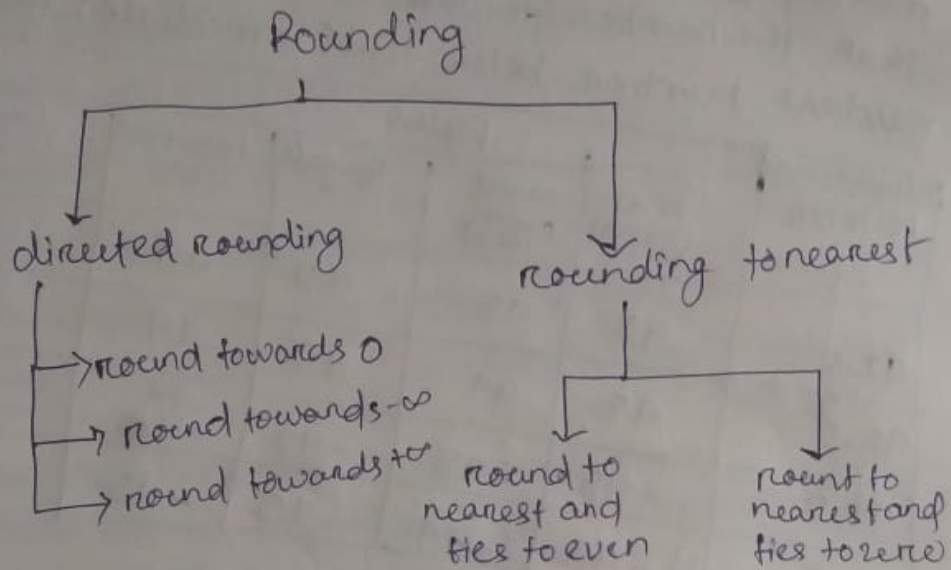 Rounding
directed rounding
round towards 0
round towards -∞
round towards +∞
rounding to nearest
round to
nearest and
ties to even
rount to
nearest and
ties to zero